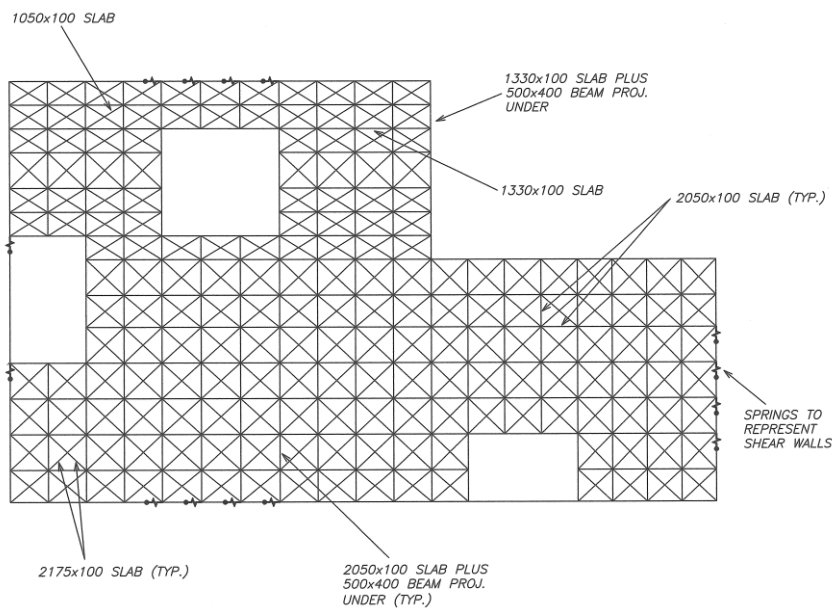 1050x100 SLAB
1330x100 SLAB PLUS
500x400 BEAM PROJ.
UNDER
1330x100 SLAB
2050x100 SLAB (TYP.)
SPRINGS TO
REPRESENT
SHEAR WALLS
2175x100 SLAB (TYP.)
2050x100 SLAB PLUS
500x400 BEAM PROJ.
UNDER (TYP.)